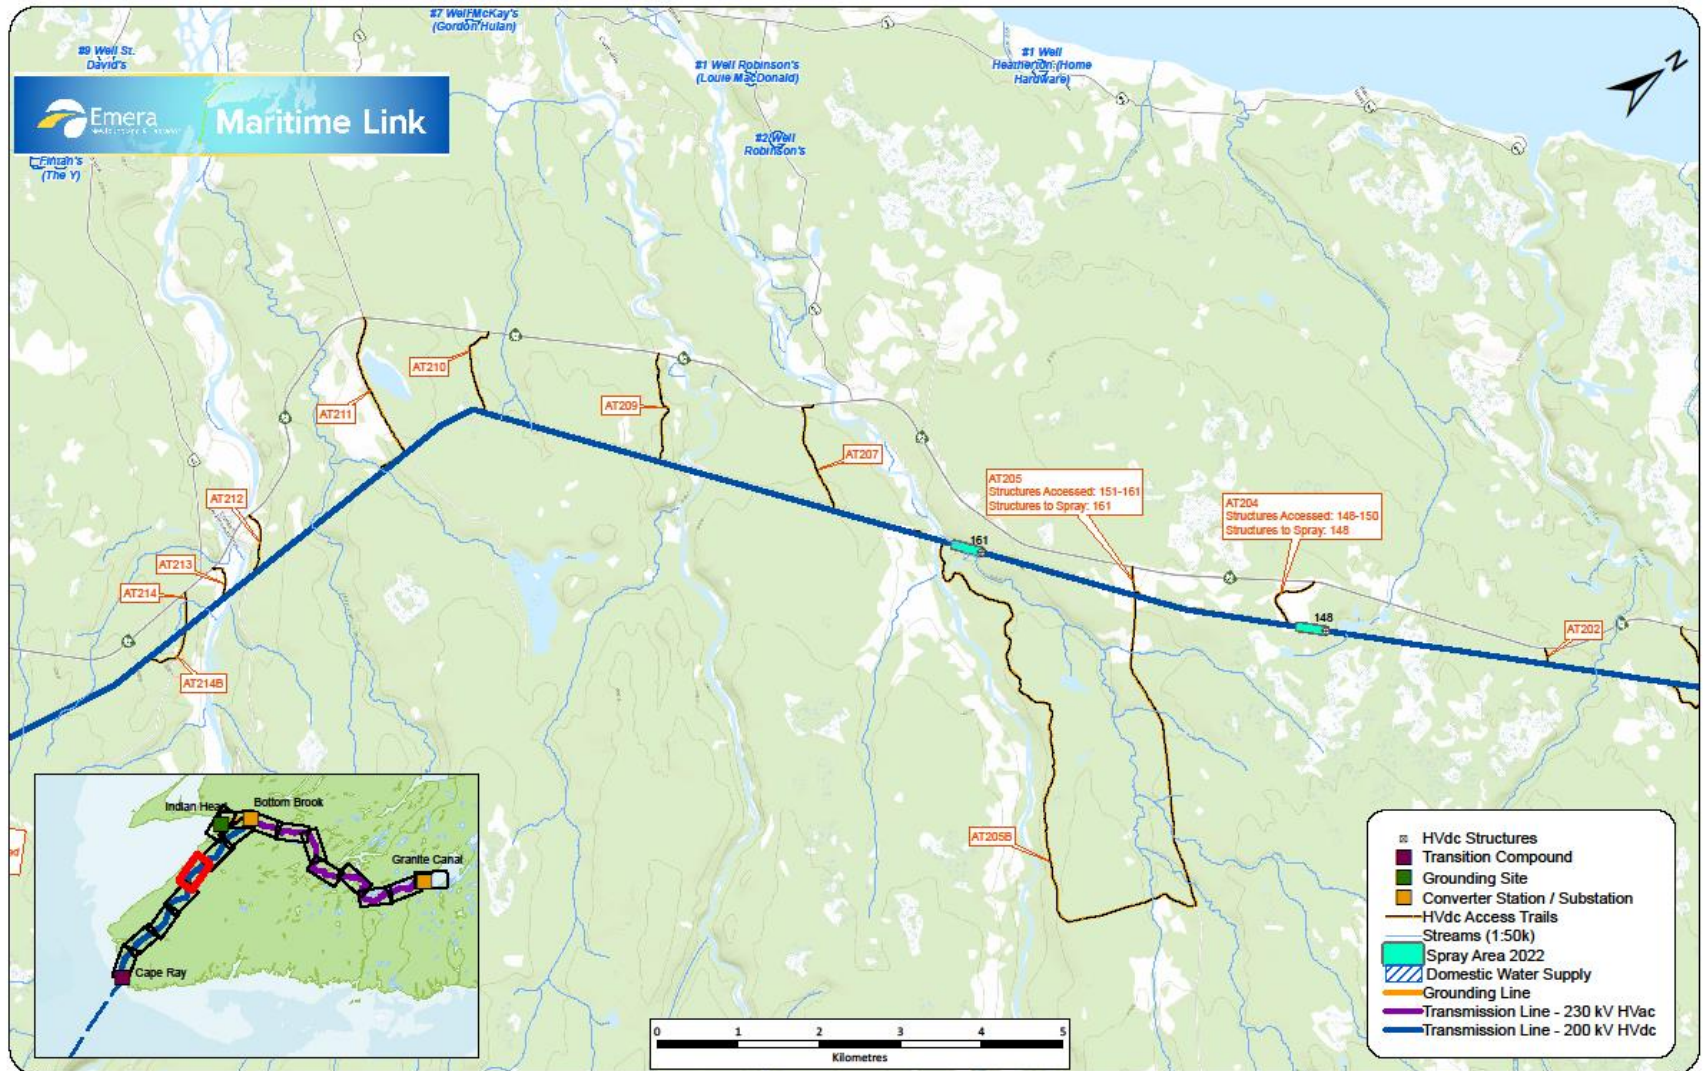 #7 Well McKay's
(Gordon Hulan)
#9 Well St.
David's
#1 Well Robinson's
(Louie MacDonald)
#1 Well
Heatherton (Home
Hardware)
N
Emera
Maritime Link
#2 Well
Robinson's
(The Y)
AT210
AT211
AT209
AT207
AT212
AT213
AT214
AT214B
AT205
Structures Accessed: 151-161
Structures to Spray: 161
AT204
Structures Accessed: 148-150
Structures to Spray: 148
161
148
AT202
AT205B
Indian Head
Bottom Brook
Granite Canal
Cape Ray
0 1 2 3 4 5
Kilometres
HVdc Structures
Transition Compound
Grounding Site
Converter Station / Substation
HVdc Access Trails
Streams (1:50k)
Spray Area 2022
Domestic Water Supply
Grounding Line
Transmission Line - 230 kV HVac
Transmission Line - 200 kV HVdc